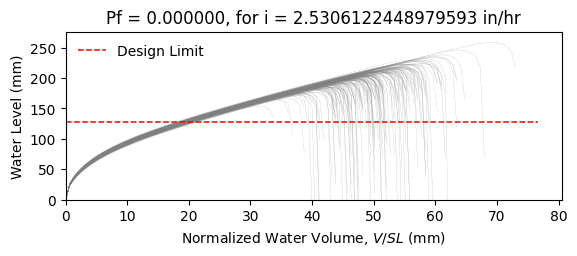 Pf = 0.000000, for i = 2.5306122448979593 in/hr
250
200
150
100
50
0
Water Level (mm)
Design Limit
0 10 20 30 40 50 60 70 80
Normalized Water Volume, V/SL (mm)